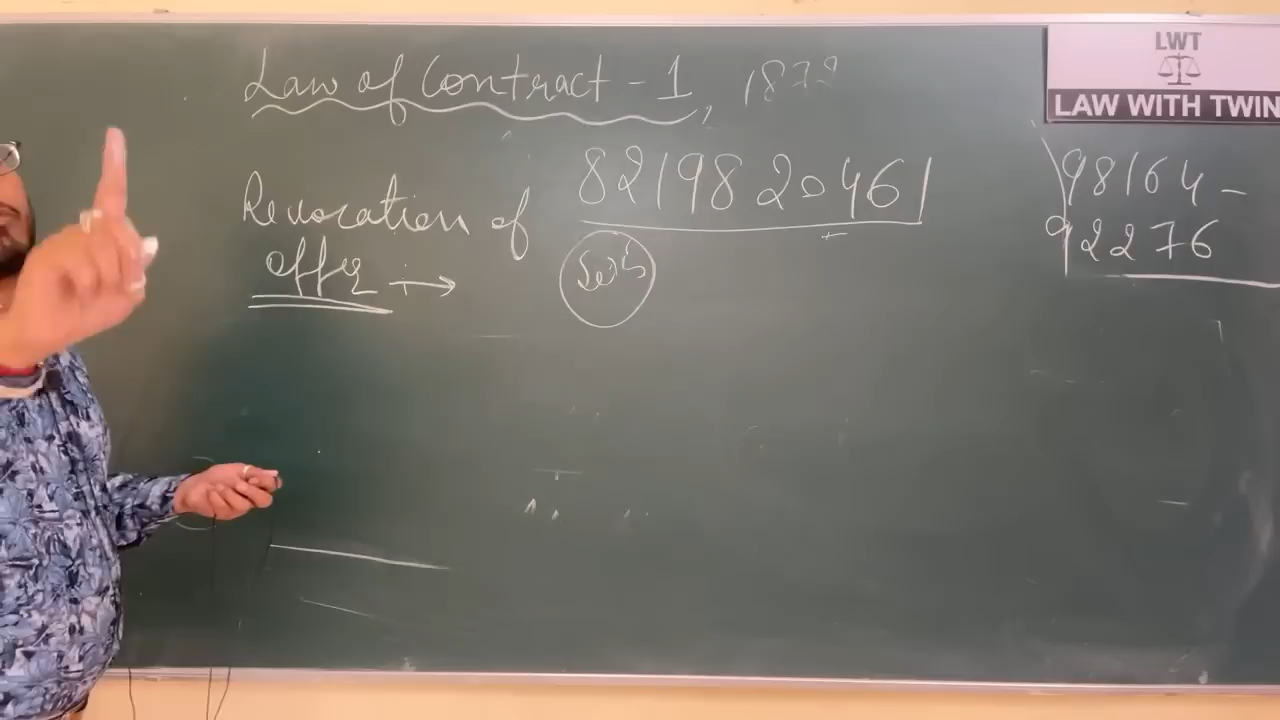 Law of Contract - 1, 1872
Revocation of
offer :→
8219820461
98164-
92276
LWT
LAW WITH TWIN